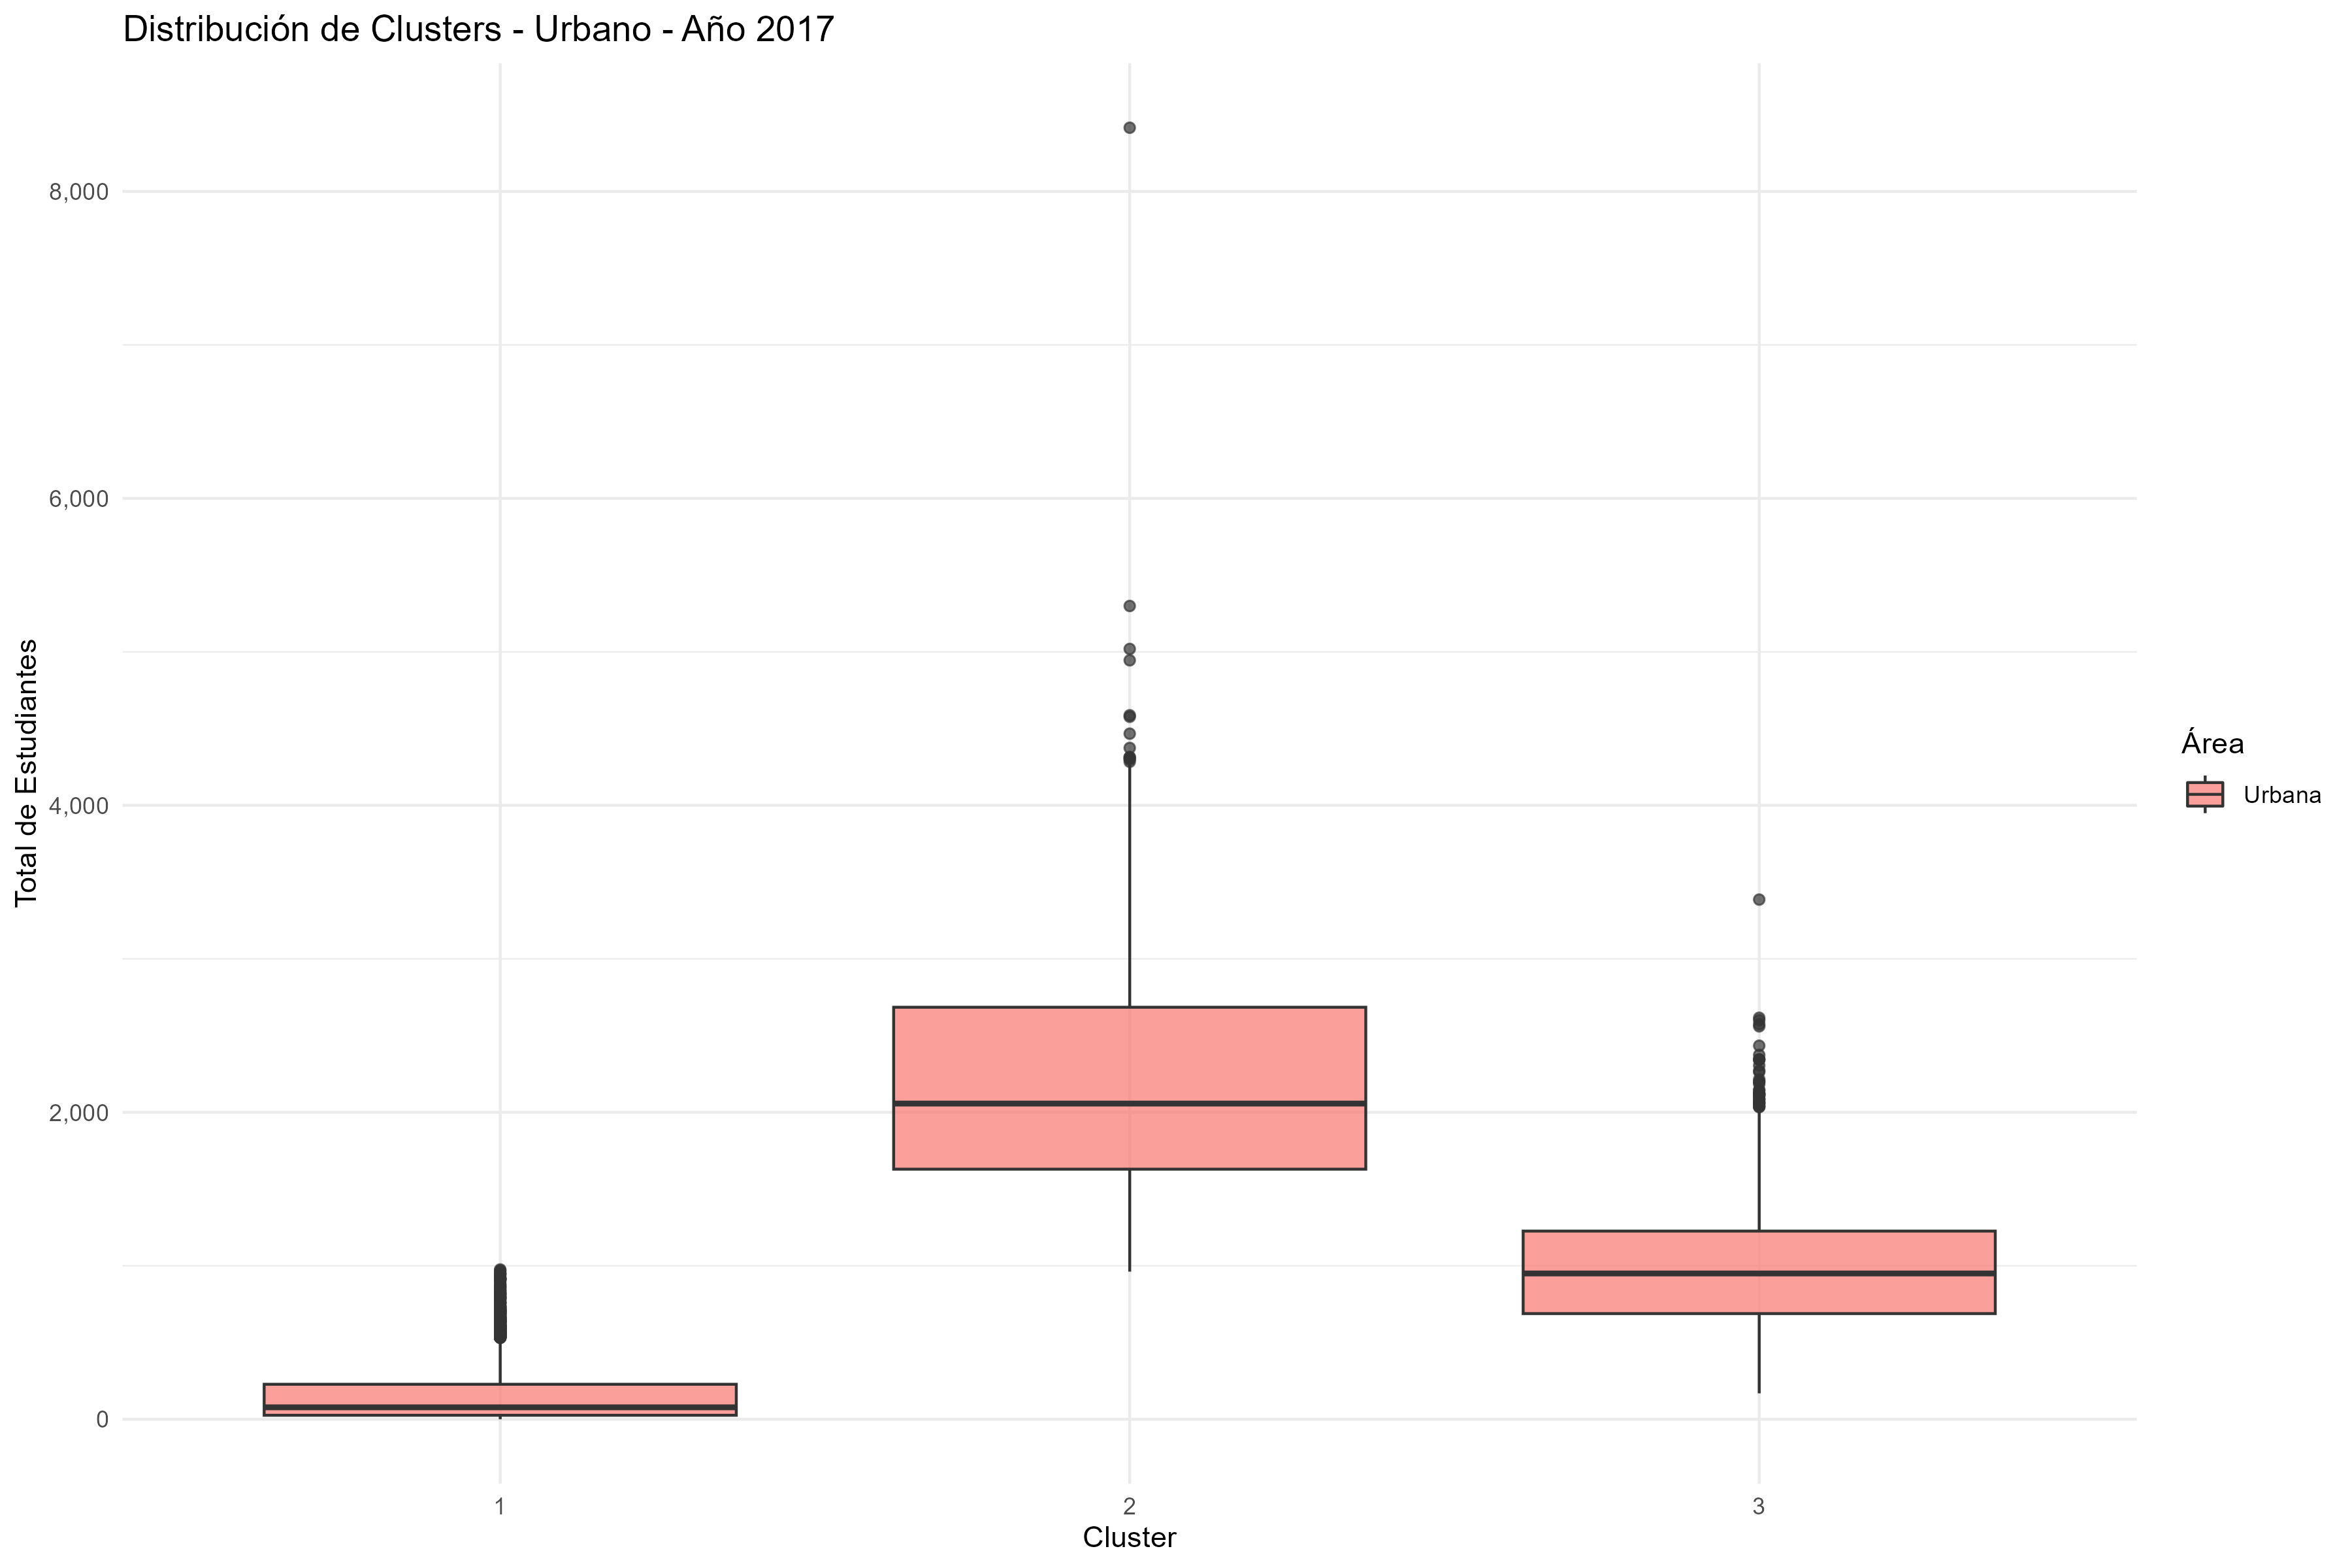 Distribución de Clusters - Urbano - Año 2017
Total de Estudiantes
8,000
6,000
4,000
2,000
0
1
2
3
Cluster
Área
Urbana